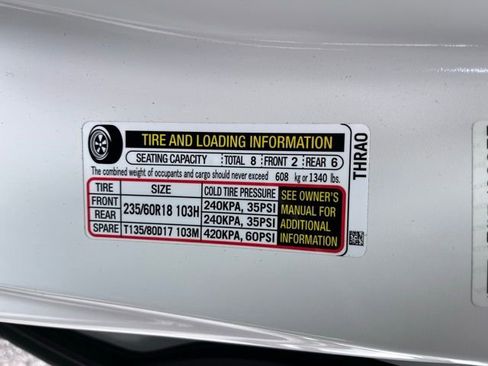 TIRE AND LOADING INFORMATION
SEATING CAPACITY TOTAL 8 FRONT 2 REAR 6
The combined weight of occupants and cargo should never exceed 608 kg or 1340 lbs.
TIRE SIZE COLD TIRE PRESSURE
FRONT 235/60R18 103H 240KPA, 35PSI
REAR 240KPA, 35PSI
SPARE T135/80D17 103M 420KPA, 60PSI
SEE OWNER'S
MANUAL FOR
ADDITIONAL
INFORMATION
THRA0